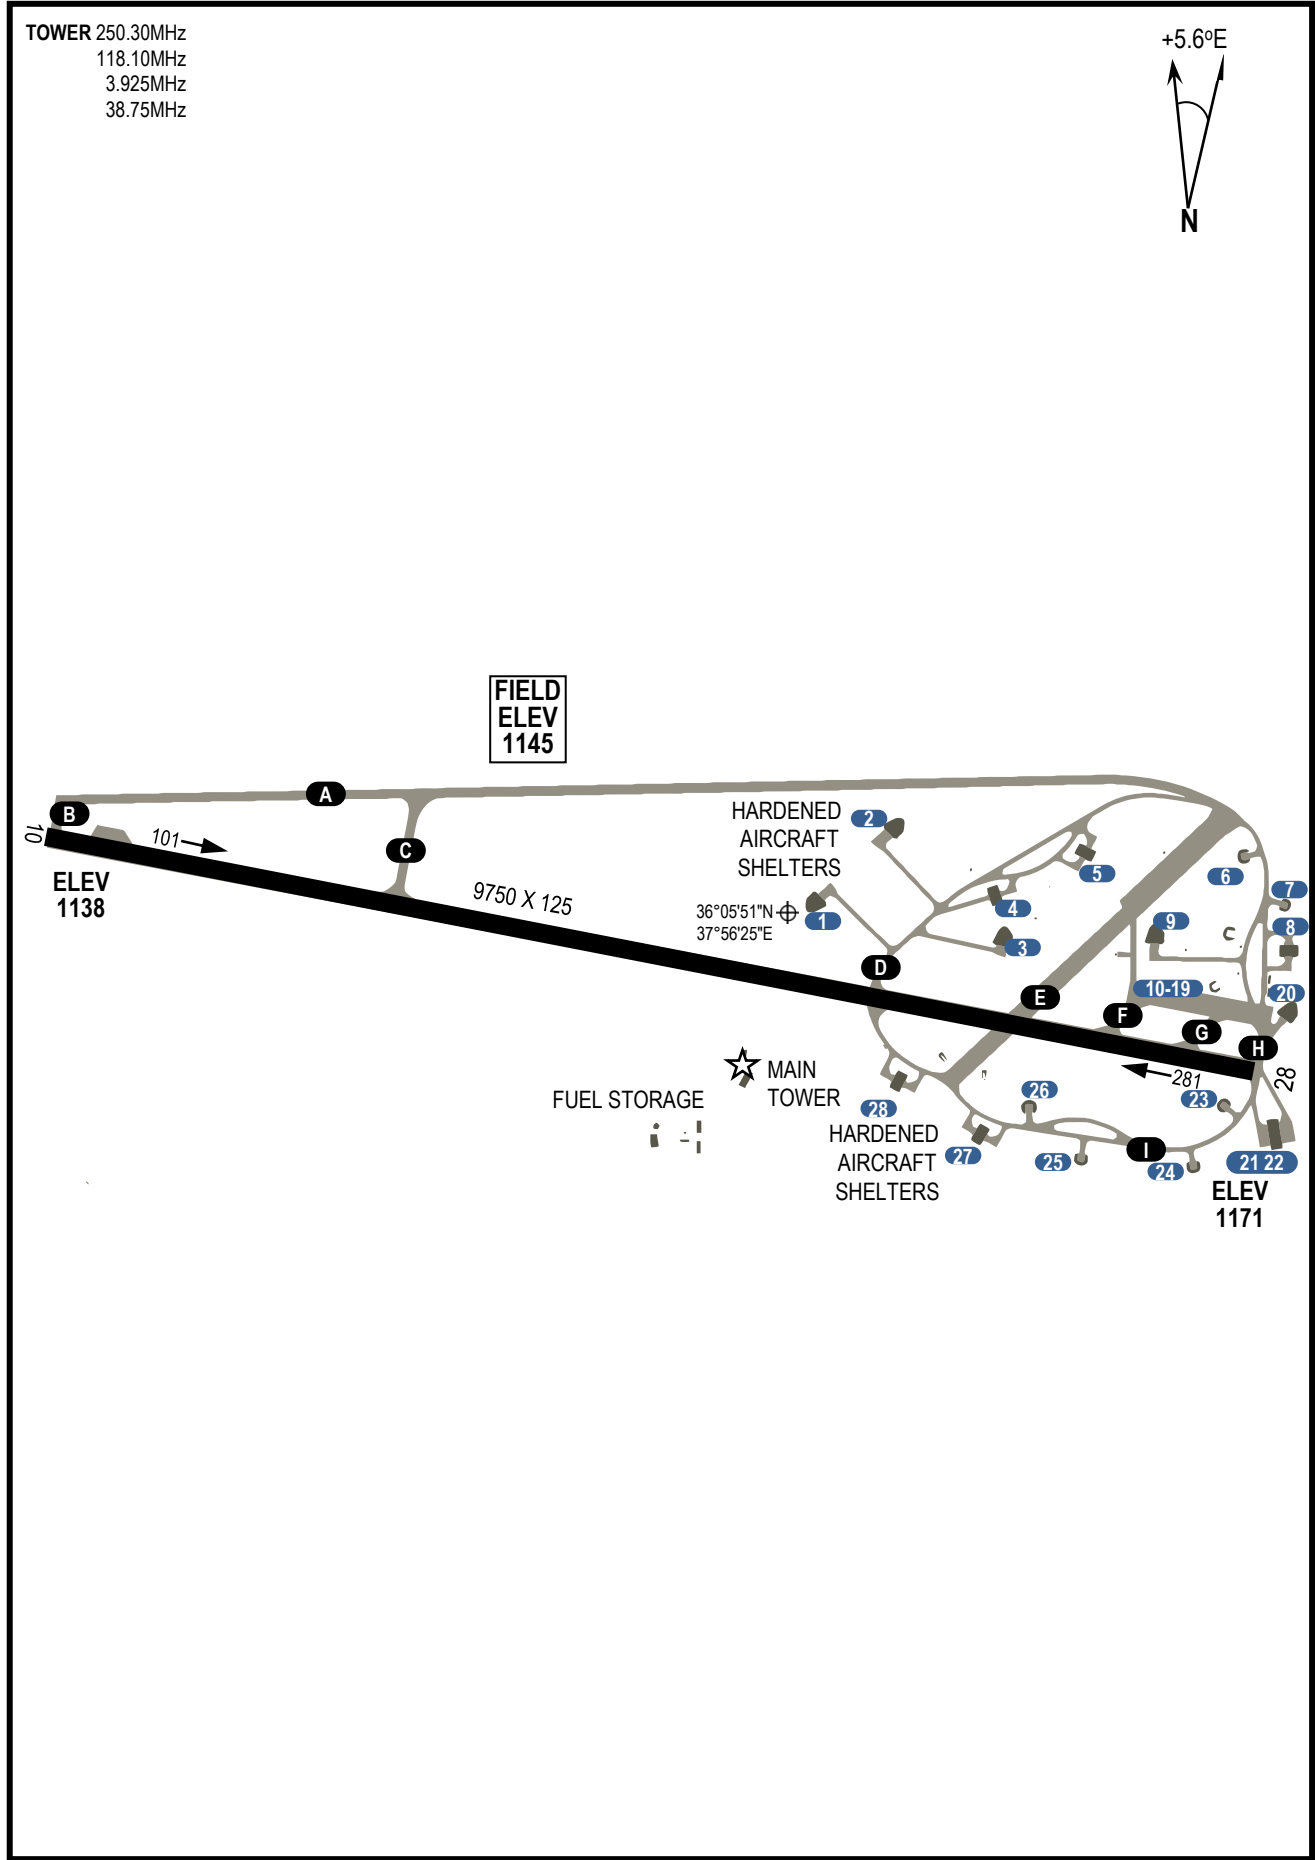 TOWER 250.30MHz
118.10MHz
3.925MHz
38.75MHz
+5.6ºE
N
FIELD
ELEV
1145
A
B
10
101
C
ELEV
1138
9750 X 125
HARDENED
AIRCRAFT
SHELTERS
36°05'51"N
37°56'25"E
1
2
3
4
5
6
7
8
9
10-19
20
D
E
F
G
H
28
281
MAIN
TOWER
FUEL STORAGE
28
HARDENED
AIRCRAFT
SHELTERS
27
26
25
I
24
23
21 22
ELEV
1171